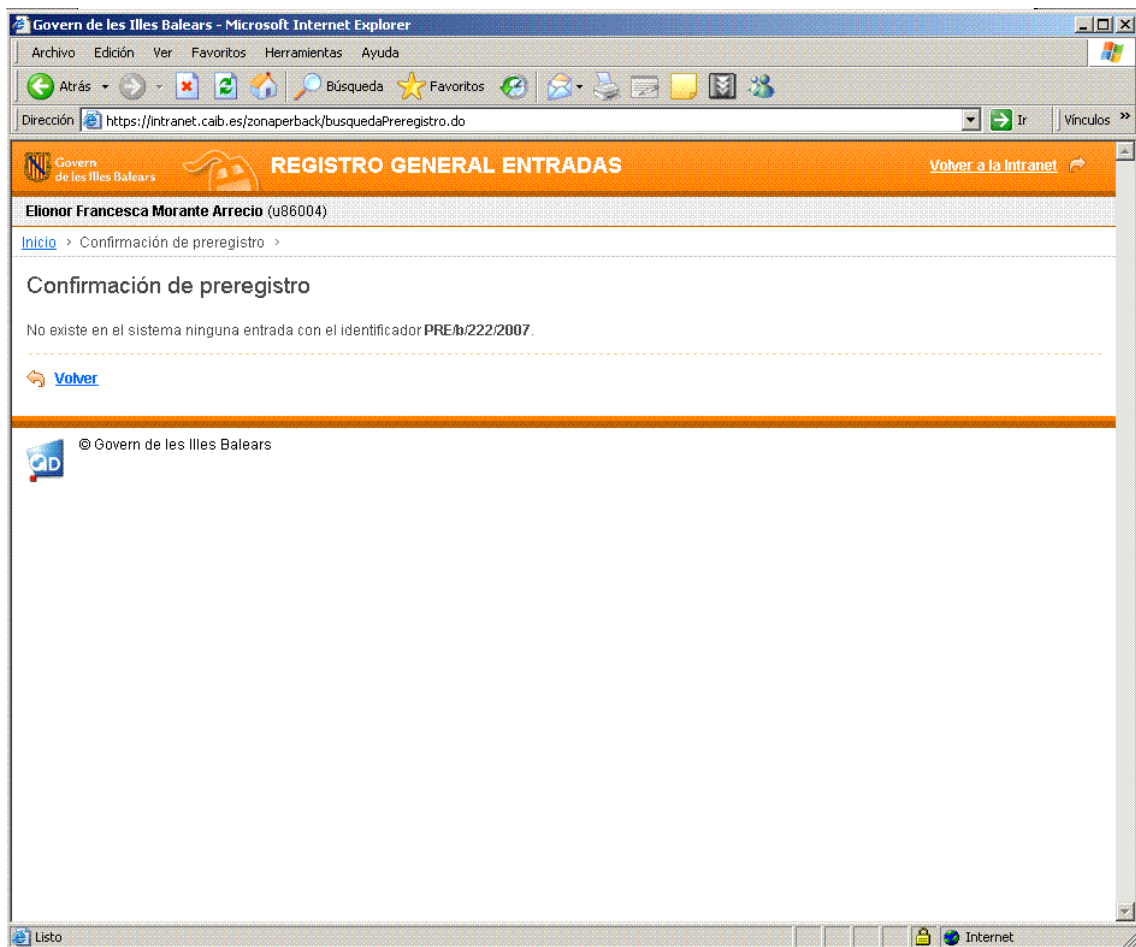 Govern de les Illes Balears - Microsoft Internet Explorer
Archivo Edición Ver Favoritos Herramientas Ayuda
Atrás Búsqueda Favoritos
Dirección https://intranet.caib.es/zonaperback/busquedaPreregistro.do Ir Vínculos »
Govern
de les Illes Balears
REGISTRO GENERAL ENTRADAS Volver a la Intranet
Elionor Francesca Morante Arrecio (u86004)
Inicio > Confirmación de preregistro >
Confirmación de preregistro
No existe en el sistema ninguna entrada con el identificador PRE/b/222/2007.
Volver
© Govern de les Illes Balears
Listo Internet